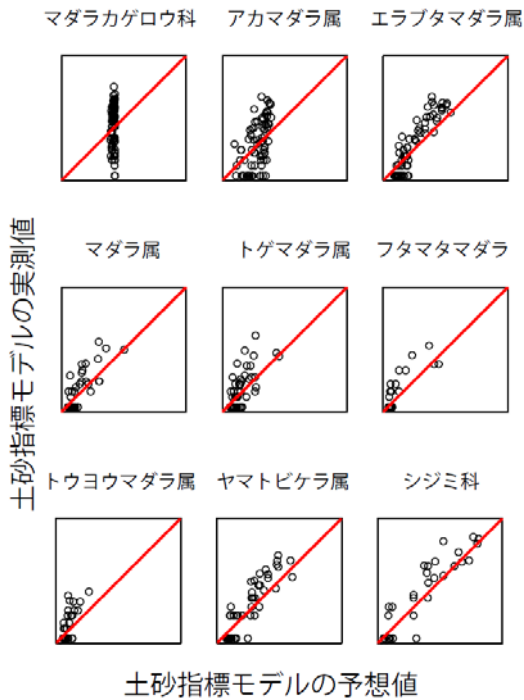 マダラカゲロウ科
アカマダラ属
エラブタマダラ属
マダラ属
トゲマダラ属
フタマタマダラ
トウヨウマダラ属
ヤマトビケラ属
シジミ科
土砂指標モデルの実測値
土砂指標モデルの予想値